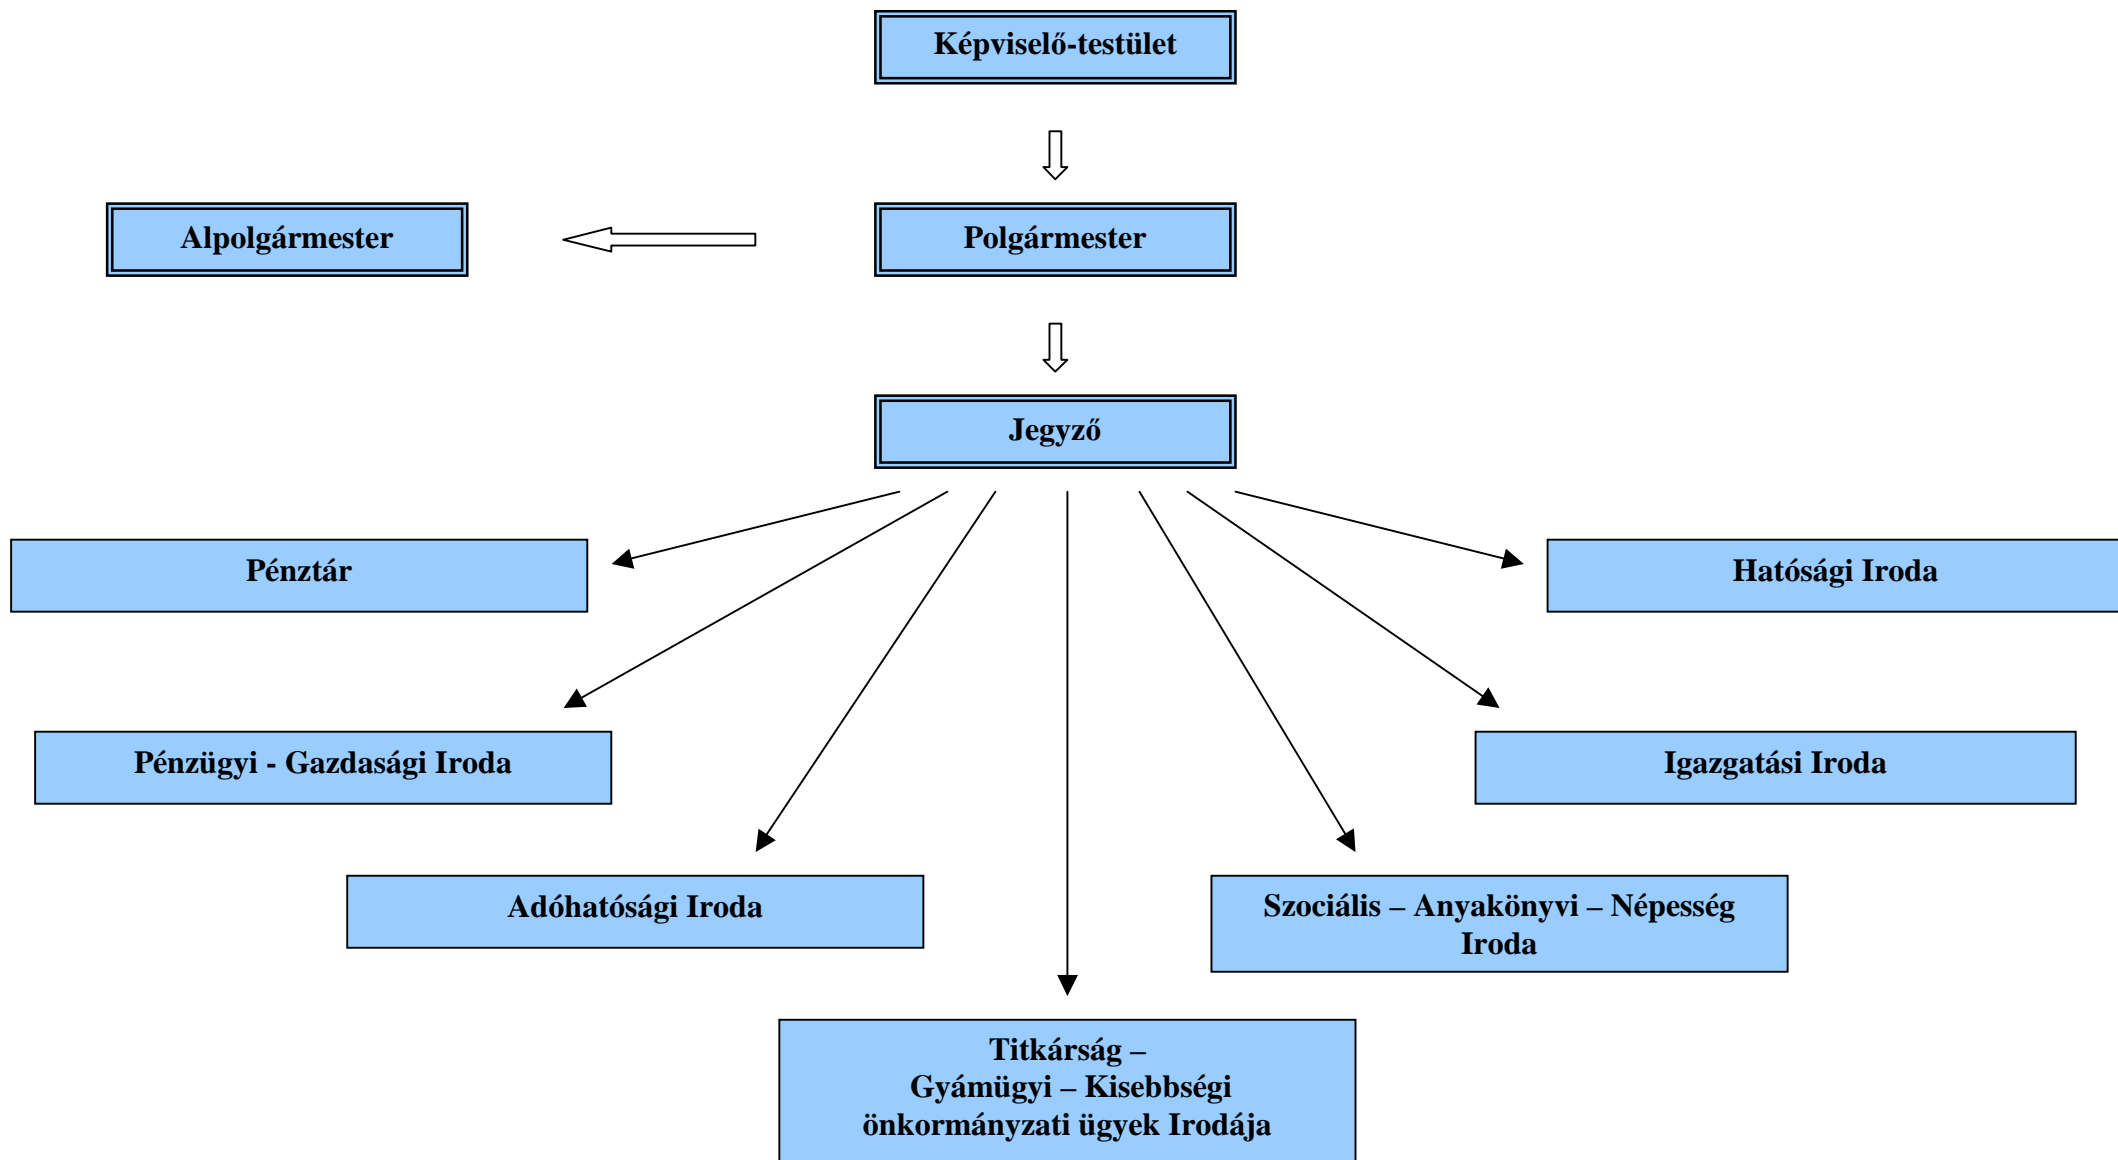 Képviselő-testület
Alpolgármester
Polgármester
Jegyző
Pénztár
Hatósági Iroda
Pénzügyi - Gazdasági Iroda
Igazgatási Iroda
Adóhatósági Iroda
Szociális – Anyakönyvi – Népesség
Iroda
Titkárság –
Gyámügyi – Kisebbségi
önkormányzati ügyek Irodája